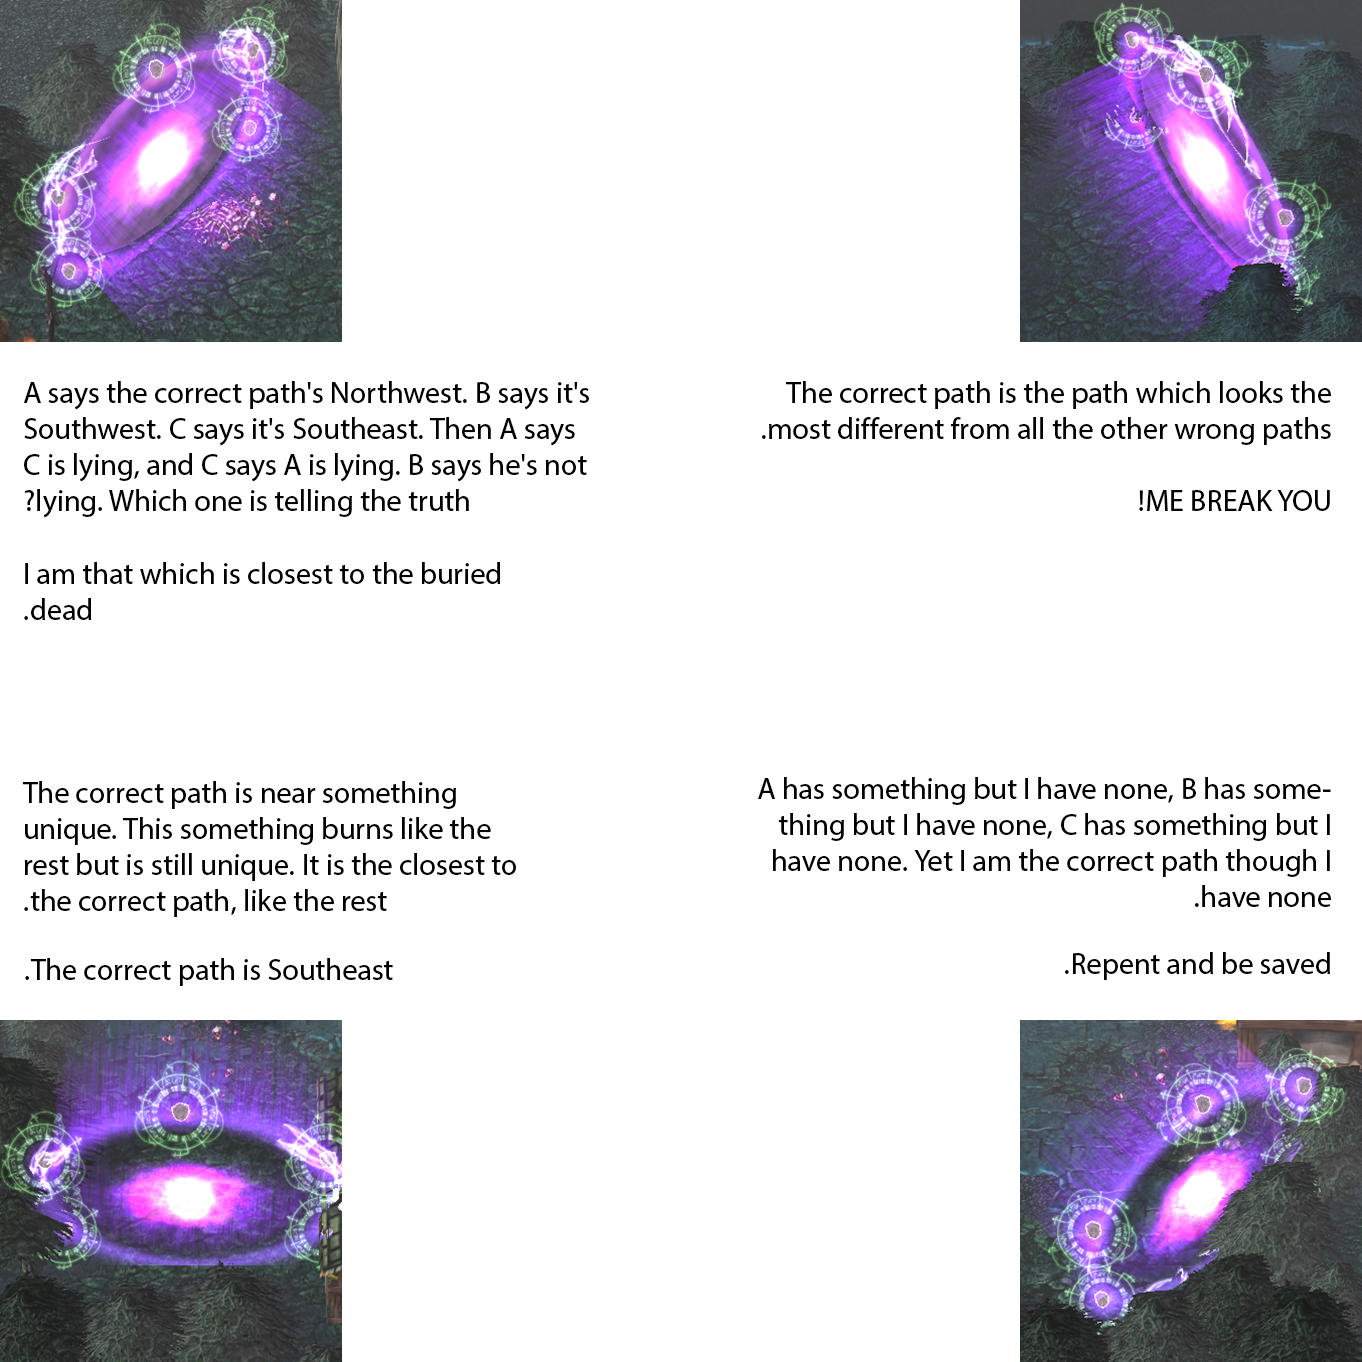 A says the correct path's Northwest. B says it's
Southwest. C says it's Southeast. Then A says
C is lying, and C says A is lying. B says he's not
?lying. Which one is telling the truth
I am that which is closest to the buried
.dead
The correct path is the path which looks the
.most different from all the other wrong paths
!ME BREAK YOU
The correct path is near something
unique. This something burns like the
rest but is still unique. It is the closest to
.the correct path, like the rest
.The correct path is Southeast
A has something but I have none, B has some-
thing but I have none, C has something but I
have none. Yet I am the correct path though I
.have none
.Repent and be saved